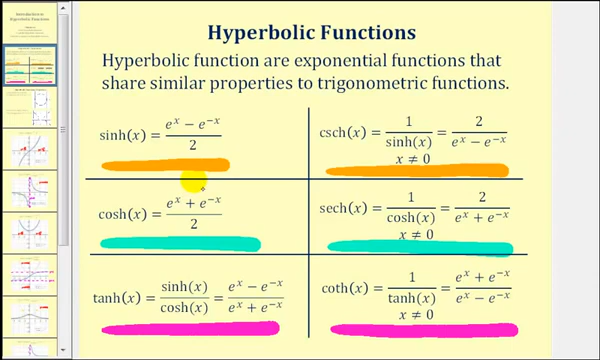 Hyperbolic Functions
Hyperbolic function are exponential functions that
share similar properties to trigonometric functions.
sinh(x) = (e^x − e^−x)/2
csch(x) = 1/sinh(x) = 2/(e^x − e^−x)
x ≠ 0
cosh(x) = (e^x + e^−x)/2
sech(x) = 1/cosh(x) = 2/(e^x + e^−x)
x ≠ 0
tanh(x) = sinh(x)/cosh(x) = (e^x − e^−x)/(e^x + e^−x)
coth(x) = 1/tanh(x) = (e^x + e^−x)/(e^x − e^−x)
x ≠ 0